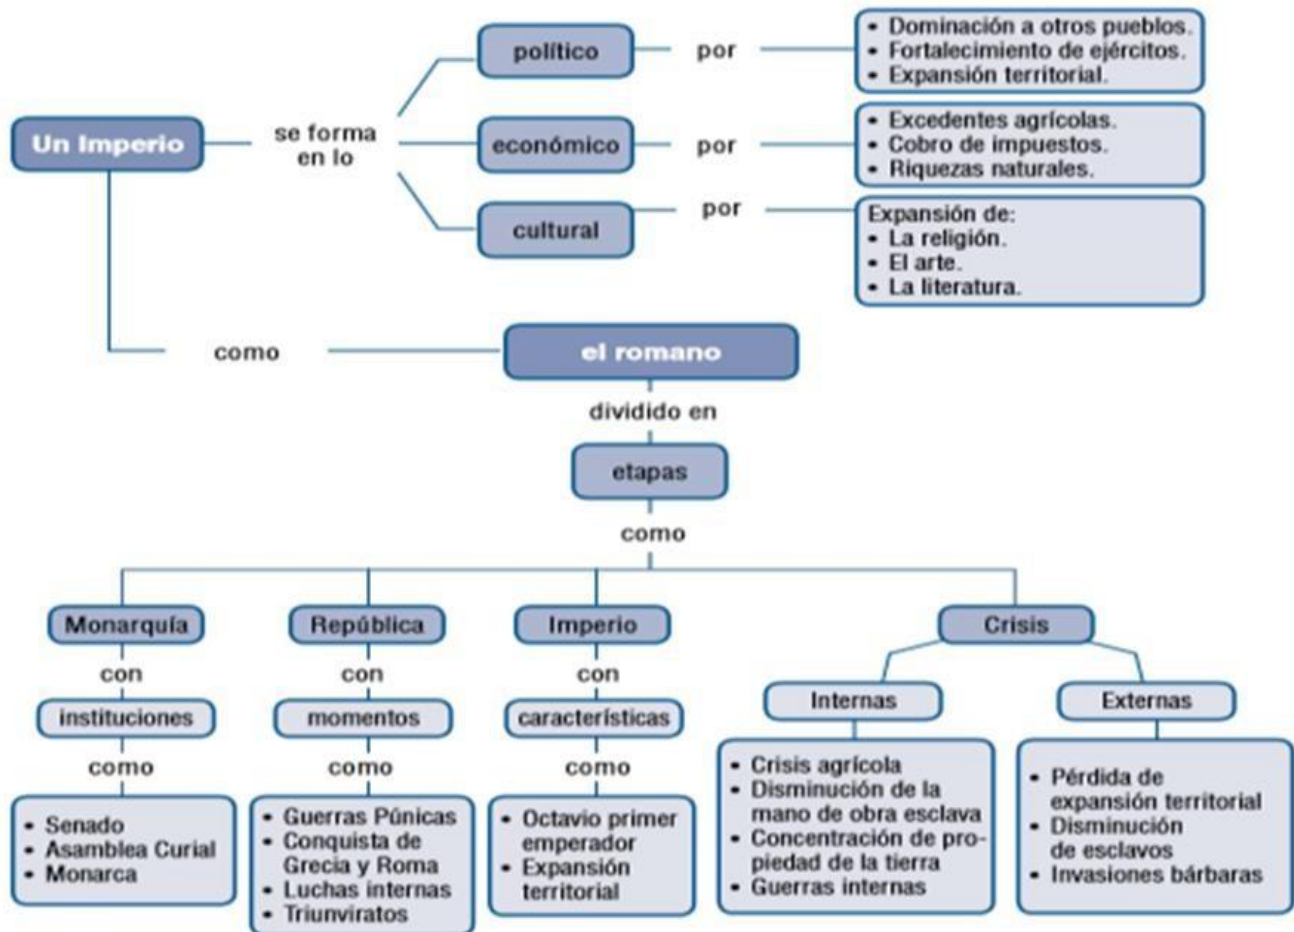 Un Imperio
se forma
en lo
político
por
• Dominación a otros pueblos.
• Fortalecimiento de ejércitos.
• Expansión territorial.
económico
por
• Excedentes agrícolas.
• Cobro de impuestos.
• Riquezas naturales.
cultural
por
Expansión de:
• La religión.
• El arte.
• La literatura.
como
el romano
dividido en
etapas
como
Monarquía
con
instituciones
como
• Senado
• Asamblea Curial
• Monarca
República
con
momentos
como
• Guerras Púnicas
• Conquista de
Grecia y Roma
• Luchas internas
• Triunviratos
Imperio
con
características
como
• Octavio primer
emperador
• Expansión
territorial
Crisis
Internas
• Crisis agrícola
• Disminución de la
mano de obra esclava
• Concentración de pro-
piedad de la tierra
• Guerras internas
Externas
• Pérdida de
expansión territorial
• Disminución
de esclavos
• Invasiones bárbaras